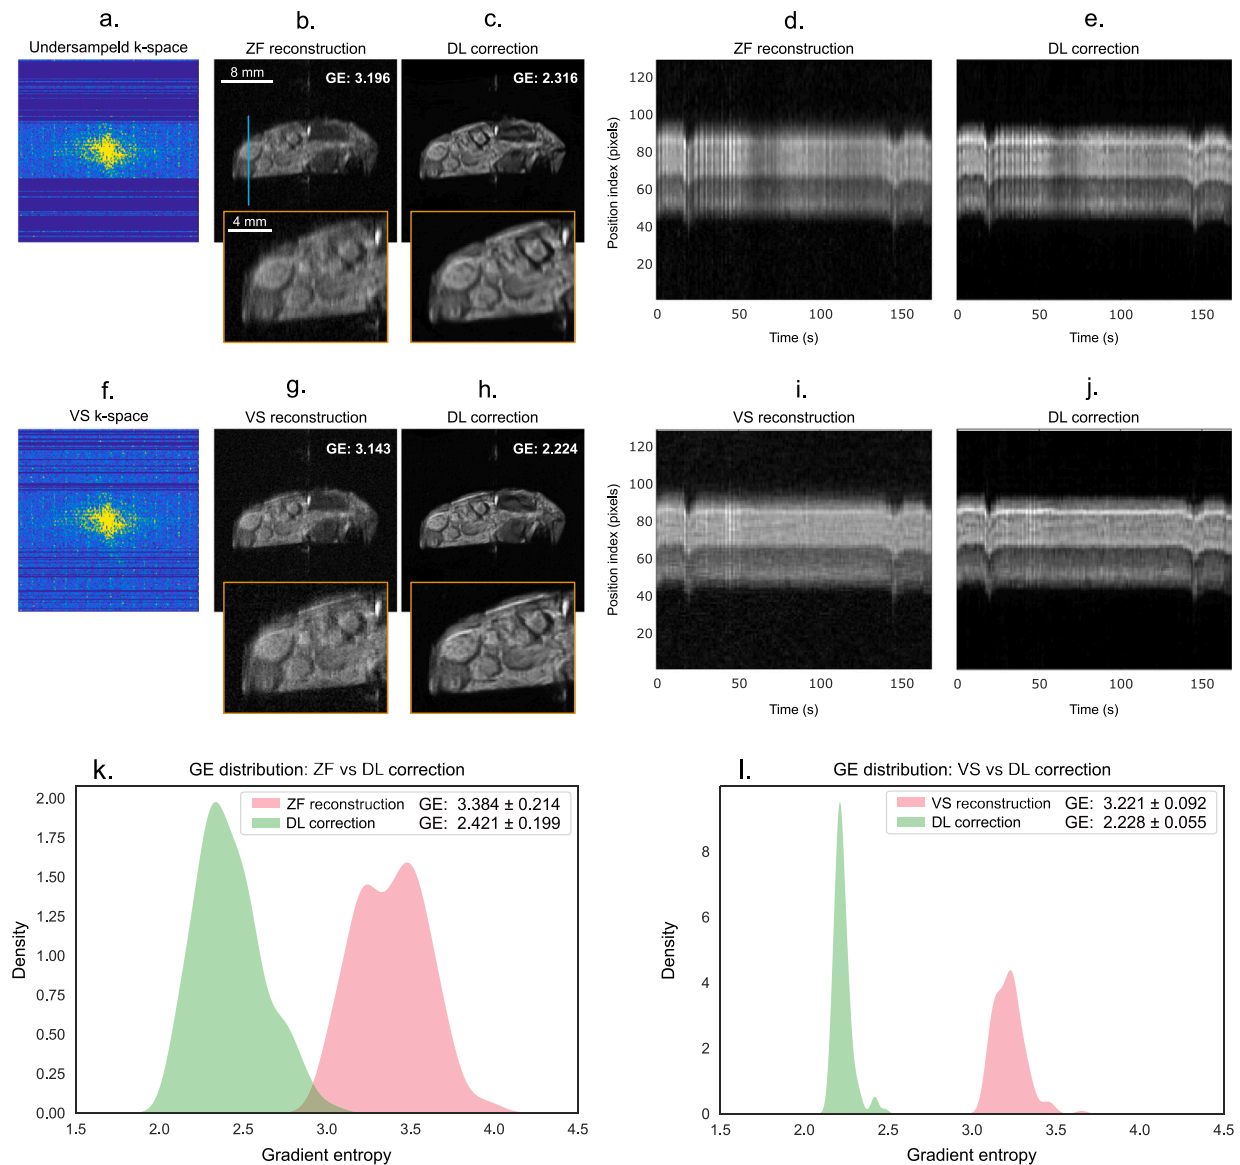 a.
b.
c.
d.
e.
Undersampeld k-space
ZF reconstruction
DL correction
ZF reconstruction
DL correction
8 mm
GE: 3.196
GE: 2.316
4 mm
Position index (pixels)
120
100
80
60
40
20
0
50
100
150
Time (s)
0
50
100
150
Time (s)
f.
g.
h.
i.
j.
VS k-space
VS reconstruction
DL correction
VS reconstruction
DL correction
GE: 3.143
GE: 2.224
Position index (pixels)
120
100
80
60
40
20
0
50
100
150
Time (s)
0
50
100
150
Time (s)
k.
GE distribution: ZF vs DL correction
ZF reconstruction GE: 3.384 ± 0.214
DL correction GE: 2.421 ± 0.199
Density
2.00
1.75
1.50
1.25
1.00
0.75
0.50
0.25
0.00
1.5
2.0
2.5
3.0
3.5
4.0
4.5
Gradient entropy
l.
GE distribution: VS vs DL correction
VS reconstruction GE: 3.221 ± 0.092
DL correction GE: 2.228 ± 0.055
Density
8
6
4
2
0
1.5
2.0
2.5
3.0
3.5
4.0
4.5
Gradient entropy